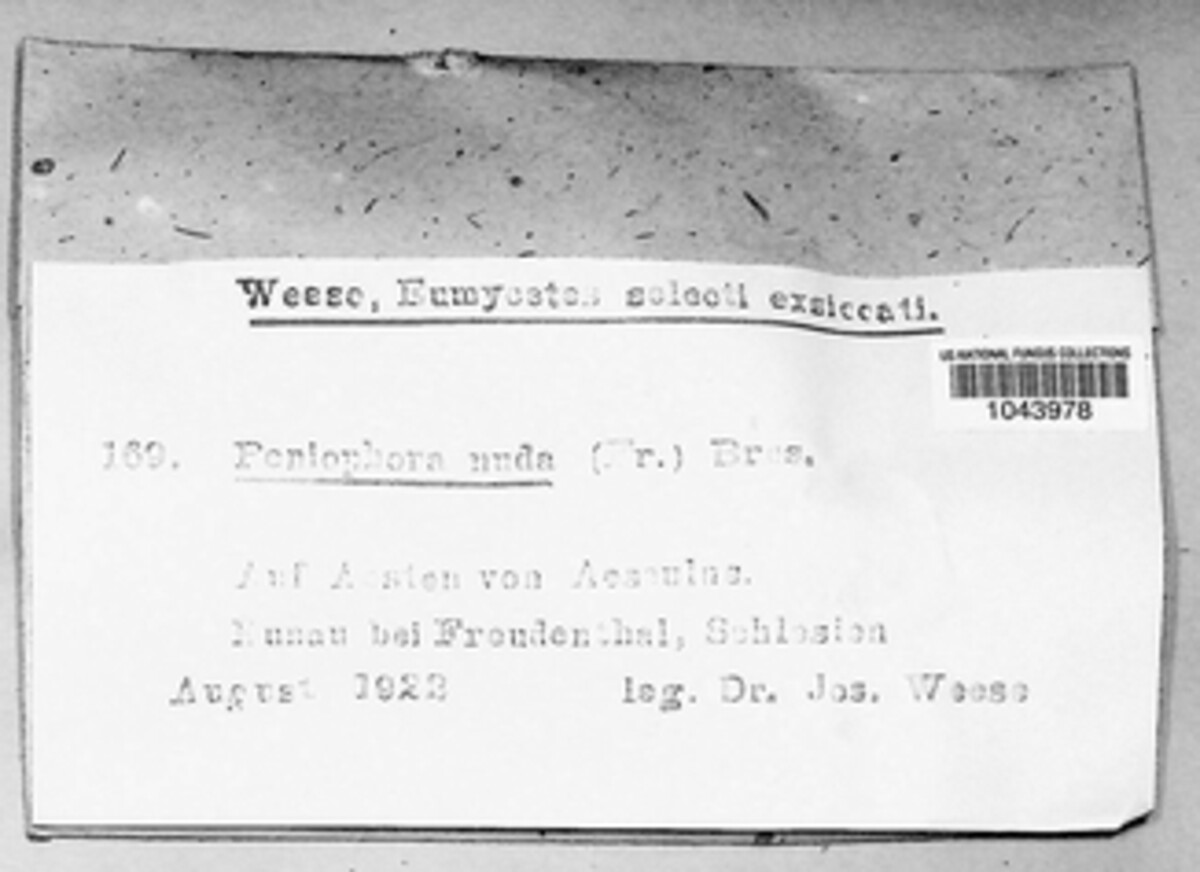 Weese, Eumycetes selecti exsiccati.
US NATIONAL FUNGUS COLLECTIONS
1043978
169. Peniophora nuda (Fr.) Bres.
Auf Aesten von Aesculus.
bei Freudenthal, Schlesien
August 1922 leg. Dr. Jos. Weese